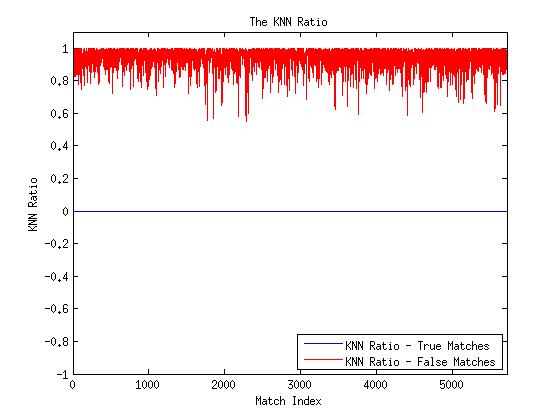 The KNN Ratio
1
0.8
0.6
0.4
0.2
0
-0.2
-0.4
-0.6
-0.8
-1
KNN Ratio
0 1000 2000 3000 4000 5000
Match Index
KNN Ratio - True Matches
KNN Ratio - False Matches